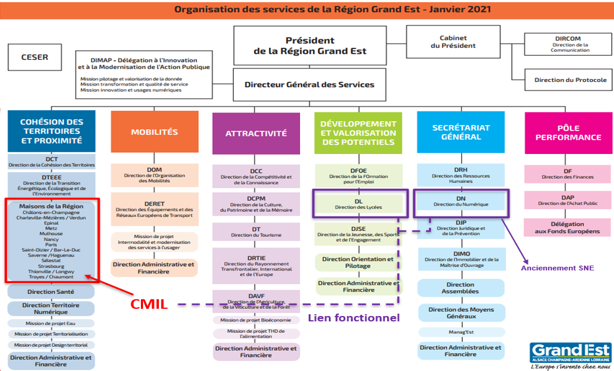 Organisation des services de la Région Grand Est - Janvier 2021
CESER
DIMAP - Délégation à l'Innovation
et à la Modernisation de l'Action Publique
Mission pilotage et valorisation de la donnée
Mission transformation et qualité de service
Mission innovation et usages numériques
Président
de la Région Grand Est
Directeur Général des Services
Cabinet
du Président
DIRCOM
Direction de la
Communication
Direction du Protocole
COHÉSION DES
TERRITOIRES
ET PROXIMITÉ
DCT
Direction de la Cohésion des Territoires
DTEEE
Direction de la Transition
Énergétique, Écologique et de
l'Environnement
Maisons de la Région
Châlons-en-Champagne
Charleville-Mézières / Verdun
Epinal
Metz
Mulhouse
Nancy
Paris
Saint-Dizier / Bar-Le-Duc
Saverne / Haguenau
Sélestat
Strasbourg
Thionville / Longwy
Troyes / Chaumont
Direction Santé
Direction Territoire
Numérique
Mission de projet Eau
Mission de projet Territorialisation
Mission de projet Design territorial
Direction Administrative et
Financière
MOBILITÉS
DOM
Direction de l'Organisation
des Mobilités
DERET
Direction des Équipements et des
Réseaux Européens de Transport
Mission de projet
Intermodalité et modernisation
des services à l'usager
Direction Administrative et
Financière
ATTRACTIVITÉ
DCC
Direction de la Compétitivité et de
la Connaissance
DCPM
Direction de la Culture,
du Patrimoine et de la Mémoire
DT
Direction du Tourisme
DRTIE
Direction du Rayonnement
Transfrontalier, International
et de l'Europe
DAVF
Direction de l'Agriculture,
de la Viticulture et de la Forêt
Mission de projet Bioéconomie
Mission de projet THD de
l'alimentation
Direction Administrative et
Financière
DÉVELOPPEMENT
ET VALORISATION
DES POTENTIELS
DFOE
Direction de la FOrmation
pour l'Emploi
DL
Direction des Lycées
DJSE
Direction de la Jeunesse, des Sports
et de l'Engagement
Direction Orientation et
Pilotage
Direction Administrative et
Financière
SECRÉTARIAT
GÉNÉRAL
DRH
Direction des Ressources
Humaines
DN
Direction du Numérique
DJP
Direction Juridique et de la
Prévention
DIMO
Direction de l'Immobilier et de la
Maîtrise d'Ouvrage
Direction
Assemblées
Direction des Moyens
Généraux
Manag'Est
Direction Administrative et
Financière
PÔLE
PERFORMANCE
DF
Direction des Finances
DAP
Direction de l'Achat Public
Délégation
aux Fonds Européens
Anciennement SNE
CMIL
Lien fonctionnel
GrandEst
ALSACE CHAMPAGNE-ARDENNE LORRAINE
L'Europe s'invente chez nous